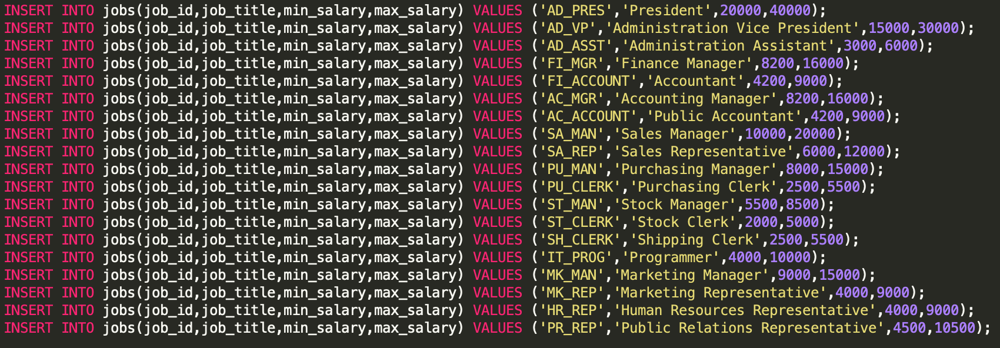 INSERT INTO jobs(job_id,job_title,min_salary,max_salary) VALUES ('AD_PRES','President',20000,40000);
INSERT INTO jobs(job_id,job_title,min_salary,max_salary) VALUES ('AD_VP','Administration Vice President',15000,30000);
INSERT INTO jobs(job_id,job_title,min_salary,max_salary) VALUES ('AD_ASST','Administration Assistant',3000,6000);
INSERT INTO jobs(job_id,job_title,min_salary,max_salary) VALUES ('FI_MGR','Finance Manager',8200,16000);
INSERT INTO jobs(job_id,job_title,min_salary,max_salary) VALUES ('FI_ACCOUNT','Accountant',4200,9000);
INSERT INTO jobs(job_id,job_title,min_salary,max_salary) VALUES ('AC_MGR','Accounting Manager',8200,16000);
INSERT INTO jobs(job_id,job_title,min_salary,max_salary) VALUES ('AC_ACCOUNT','Public Accountant',4200,9000);
INSERT INTO jobs(job_id,job_title,min_salary,max_salary) VALUES ('SA_MAN','Sales Manager',10000,20000);
INSERT INTO jobs(job_id,job_title,min_salary,max_salary) VALUES ('SA_REP','Sales Representative',6000,12000);
INSERT INTO jobs(job_id,job_title,min_salary,max_salary) VALUES ('PU_MAN','Purchasing Manager',8000,15000);
INSERT INTO jobs(job_id,job_title,min_salary,max_salary) VALUES ('PU_CLERK','Purchasing Clerk',2500,5500);
INSERT INTO jobs(job_id,job_title,min_salary,max_salary) VALUES ('ST_MAN','Stock Manager',5500,8500);
INSERT INTO jobs(job_id,job_title,min_salary,max_salary) VALUES ('ST_CLERK','Stock Clerk',2000,5000);
INSERT INTO jobs(job_id,job_title,min_salary,max_salary) VALUES ('SH_CLERK','Shipping Clerk',2500,5500);
INSERT INTO jobs(job_id,job_title,min_salary,max_salary) VALUES ('IT_PROG','Programmer',4000,10000);
INSERT INTO jobs(job_id,job_title,min_salary,max_salary) VALUES ('MK_MAN','Marketing Manager',9000,15000);
INSERT INTO jobs(job_id,job_title,min_salary,max_salary) VALUES ('MK_REP','Marketing Representative',4000,9000);
INSERT INTO jobs(job_id,job_title,min_salary,max_salary) VALUES ('HR_REP','Human Resources Representative',4000,9000);
INSERT INTO jobs(job_id,job_title,min_salary,max_salary) VALUES ('PR_REP','Public Relations Representative',4500,10500);